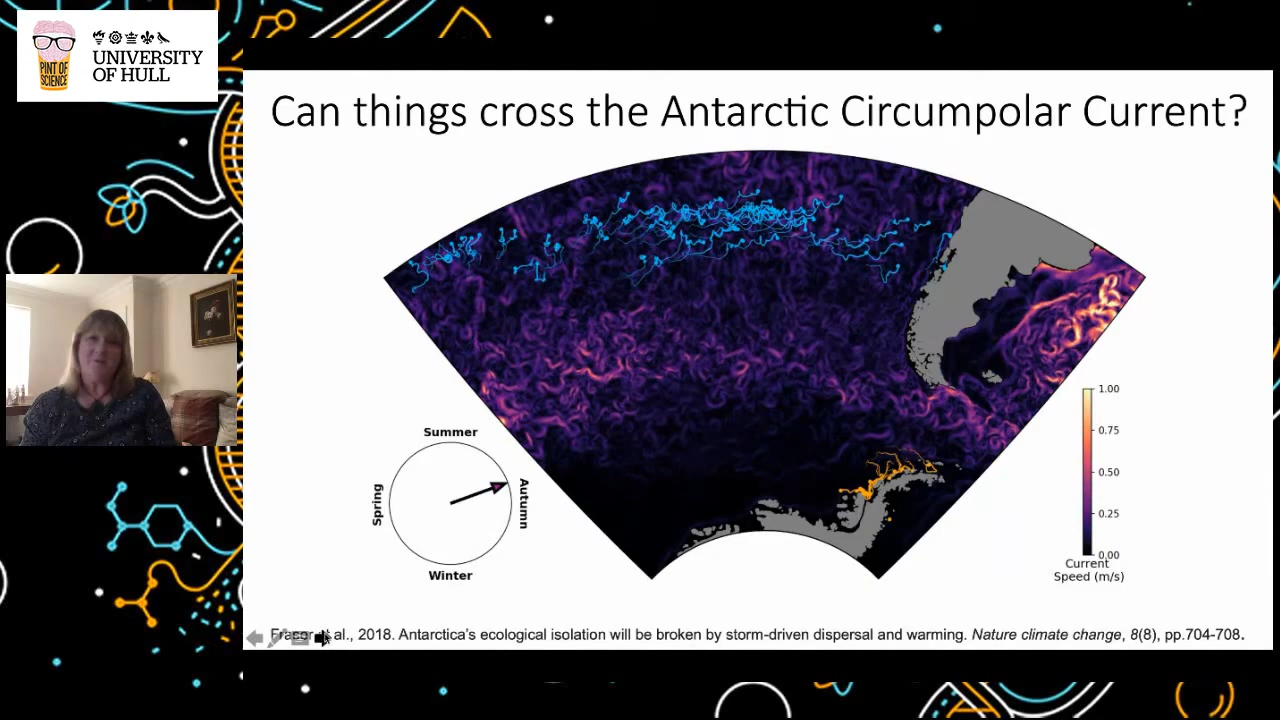 PINT OF
SCIENCE
UNIVERSITY
OF HULL
Can things cross the Antarctic Circumpolar Current?
Summer
Spring
Autumn
Winter
1.00
0.75
0.50
0.25
0.00
Current
Speed (m/s)
Fraser et al., 2018. Antarctica's ecological isolation will be broken by storm-driven dispersal and warming. Nature climate change, 8(8), pp.704-708.